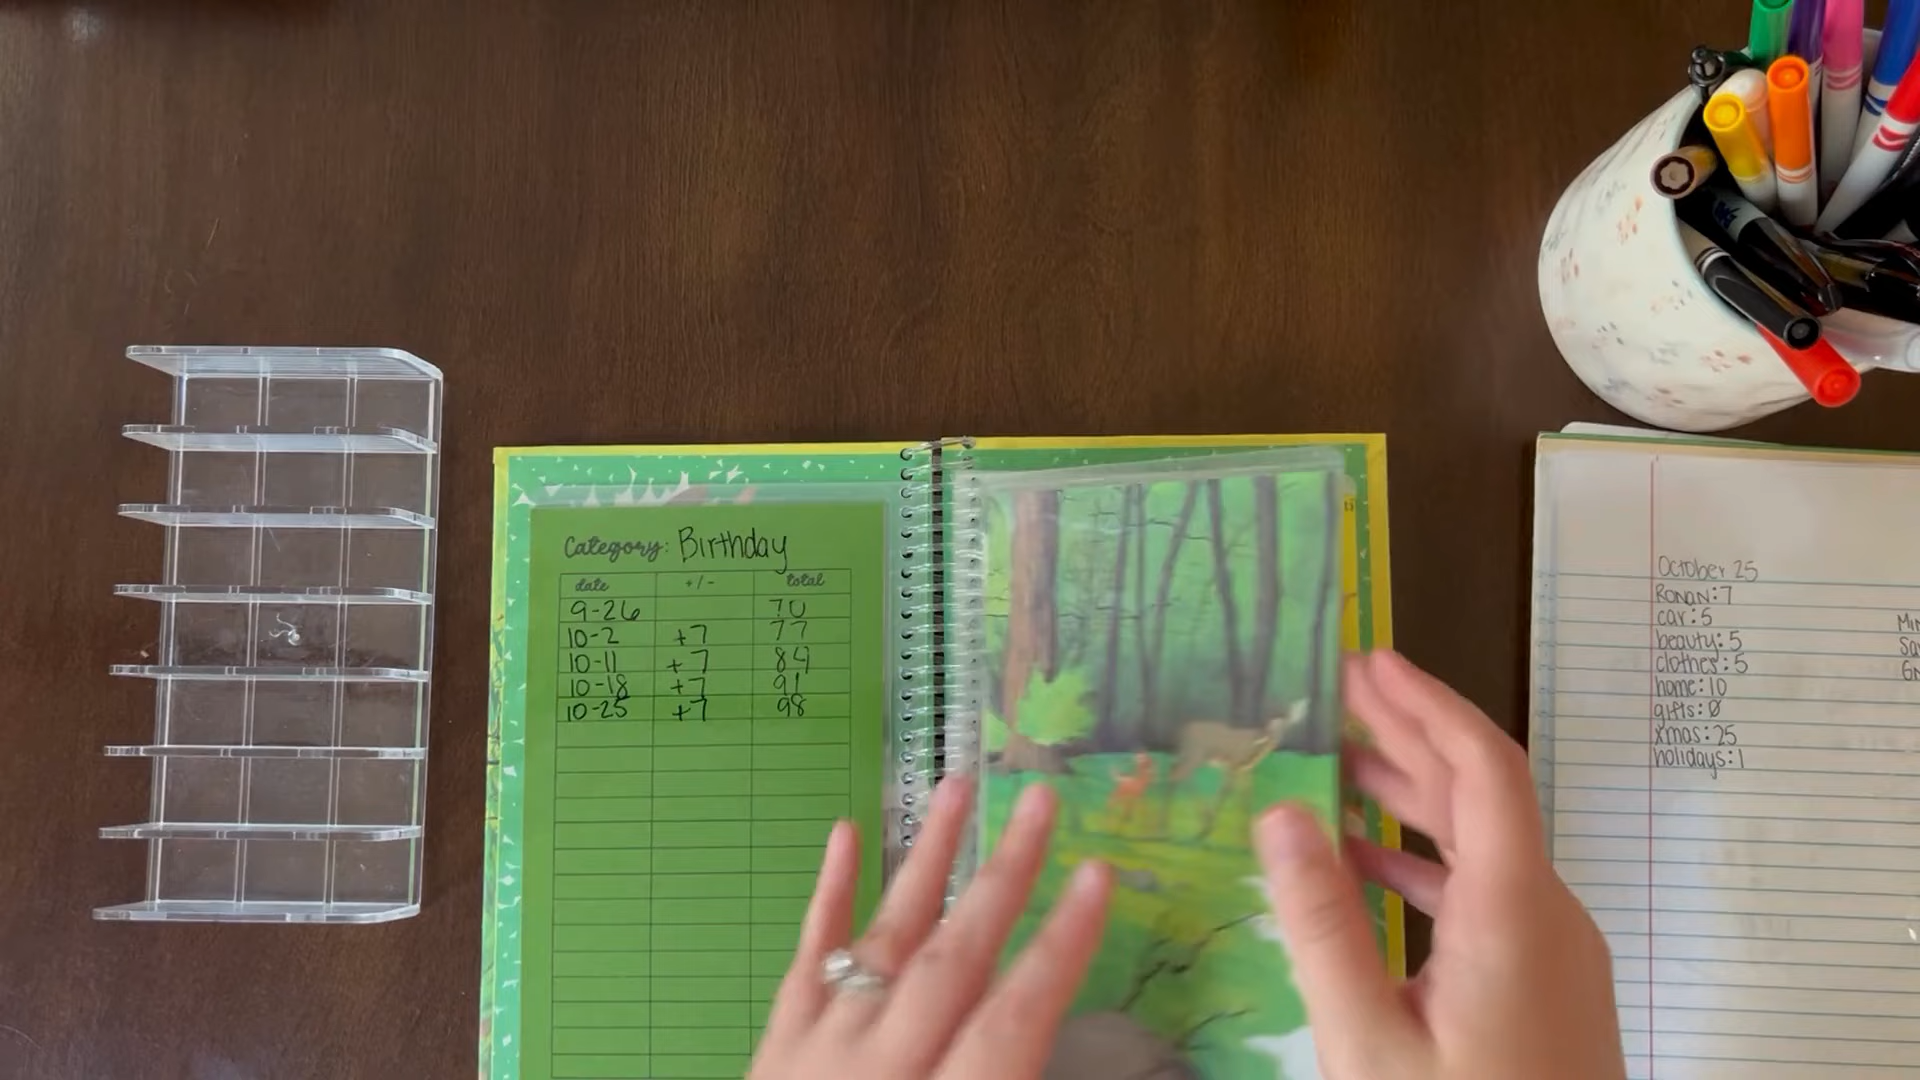 Category: Birthday
date +/- total
9-26 70
10-2 +7 77
10-11 +7 84
10-18 +7 91
10-25 +7 98
October 25
Ronan: 7
car: 5
beauty: 5
clothes: 5
home: 10
gifts: Ø
xmas: 25
holidays: 1